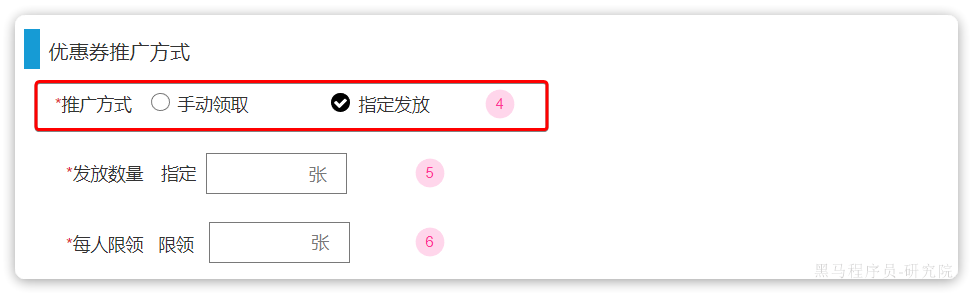 优惠券推广方式
*推广方式 手动领取 指定发放 4
*发放数量 指定 张 5
*每人限领 限领 张 6
黑马程序员-研究院